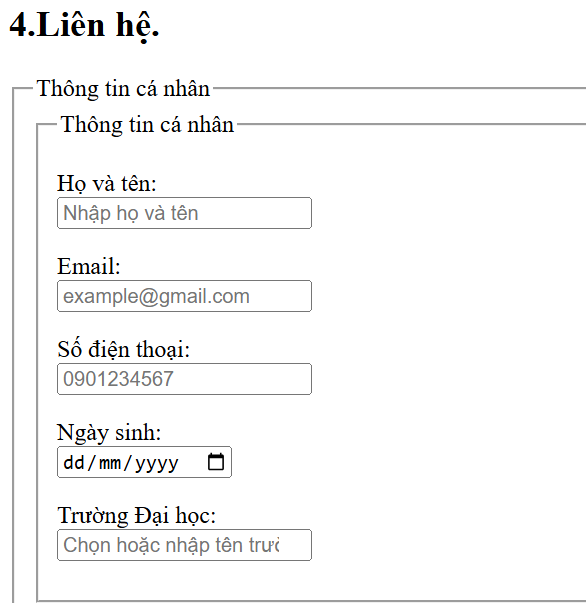 4.Liên hệ.
Thông tin cá nhân
Thông tin cá nhân
Họ và tên:
Nhập họ và tên
Email:
example@gmail.com
Số điện thoại:
0901234567
Ngày sinh:
dd/mm/yyyy
Trường Đại học:
Chọn hoặc nhập tên trườ